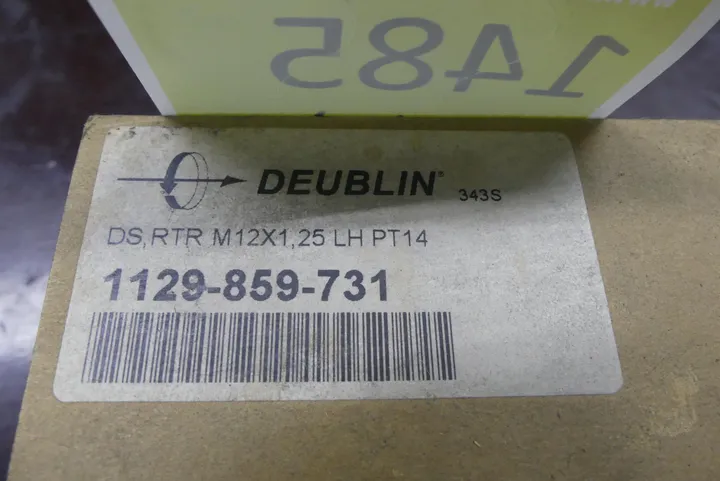 1485
DEUBLIN® 343S
DS,RTR M12X1,25 LH PT14
1129-859-731